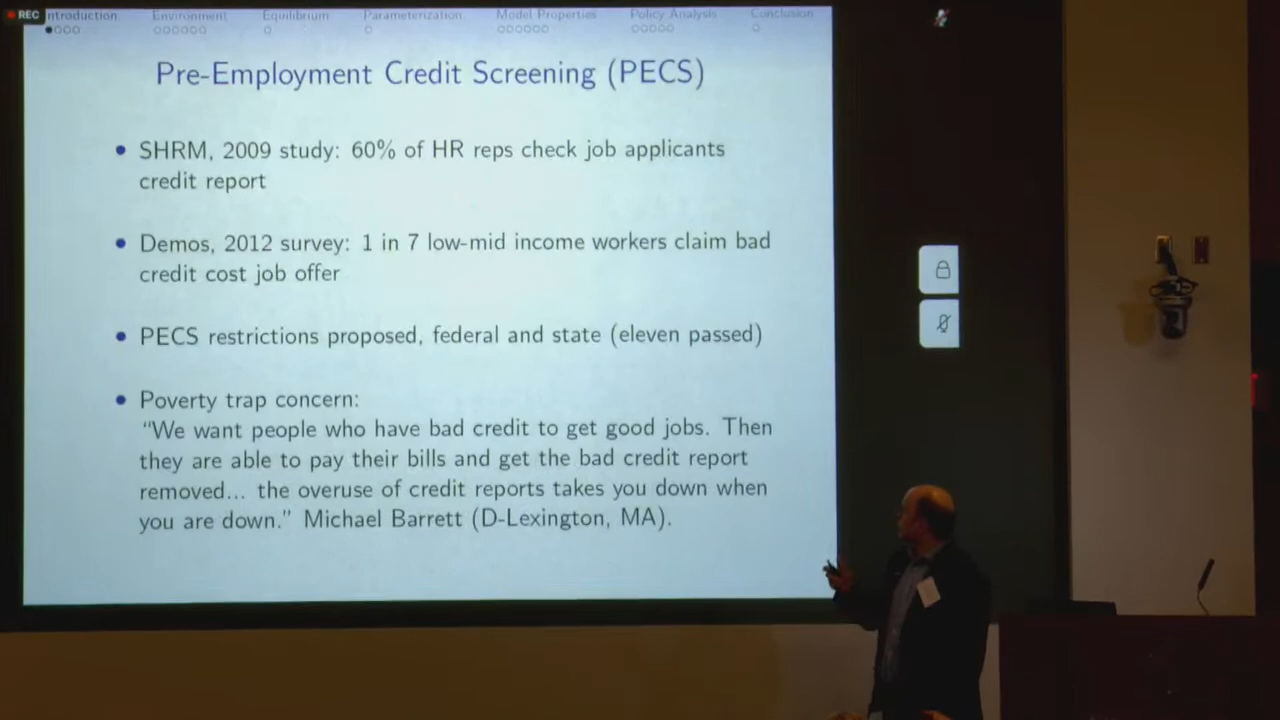 REC
ntroduction Environment Equilibrium Parameterization Model Properties Policy Analysis Conclusion
Pre-Employment Credit Screening (PECS)
SHRM, 2009 study: 60% of HR reps check job applicants
credit report
Demos, 2012 survey: 1 in 7 low-mid income workers claim bad
credit cost job offer
PECS restrictions proposed, federal and state (eleven passed)
Poverty trap concern:
“We want people who have bad credit to get good jobs. Then
they are able to pay their bills and get the bad credit report
removed... the overuse of credit reports takes you down when
you are down.” Michael Barrett (D-Lexington, MA).